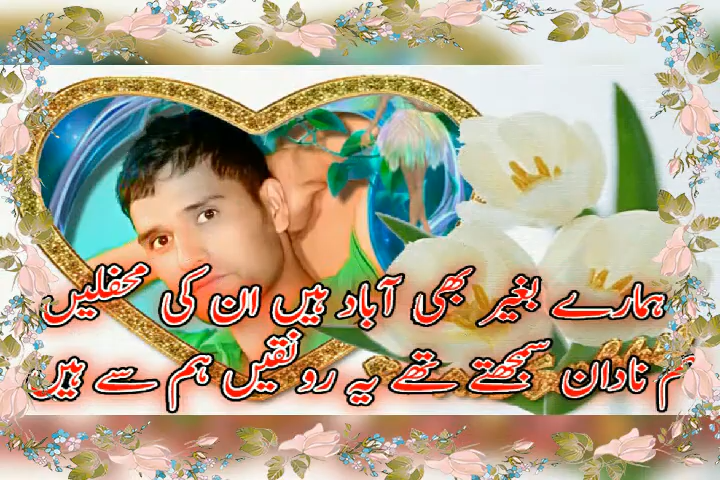 ہمارے بغیر بھی آباد ہیں ان کی محفلیں
ہم نادان سمجھتے تھے یہ رونقیں ہم سے ہیں